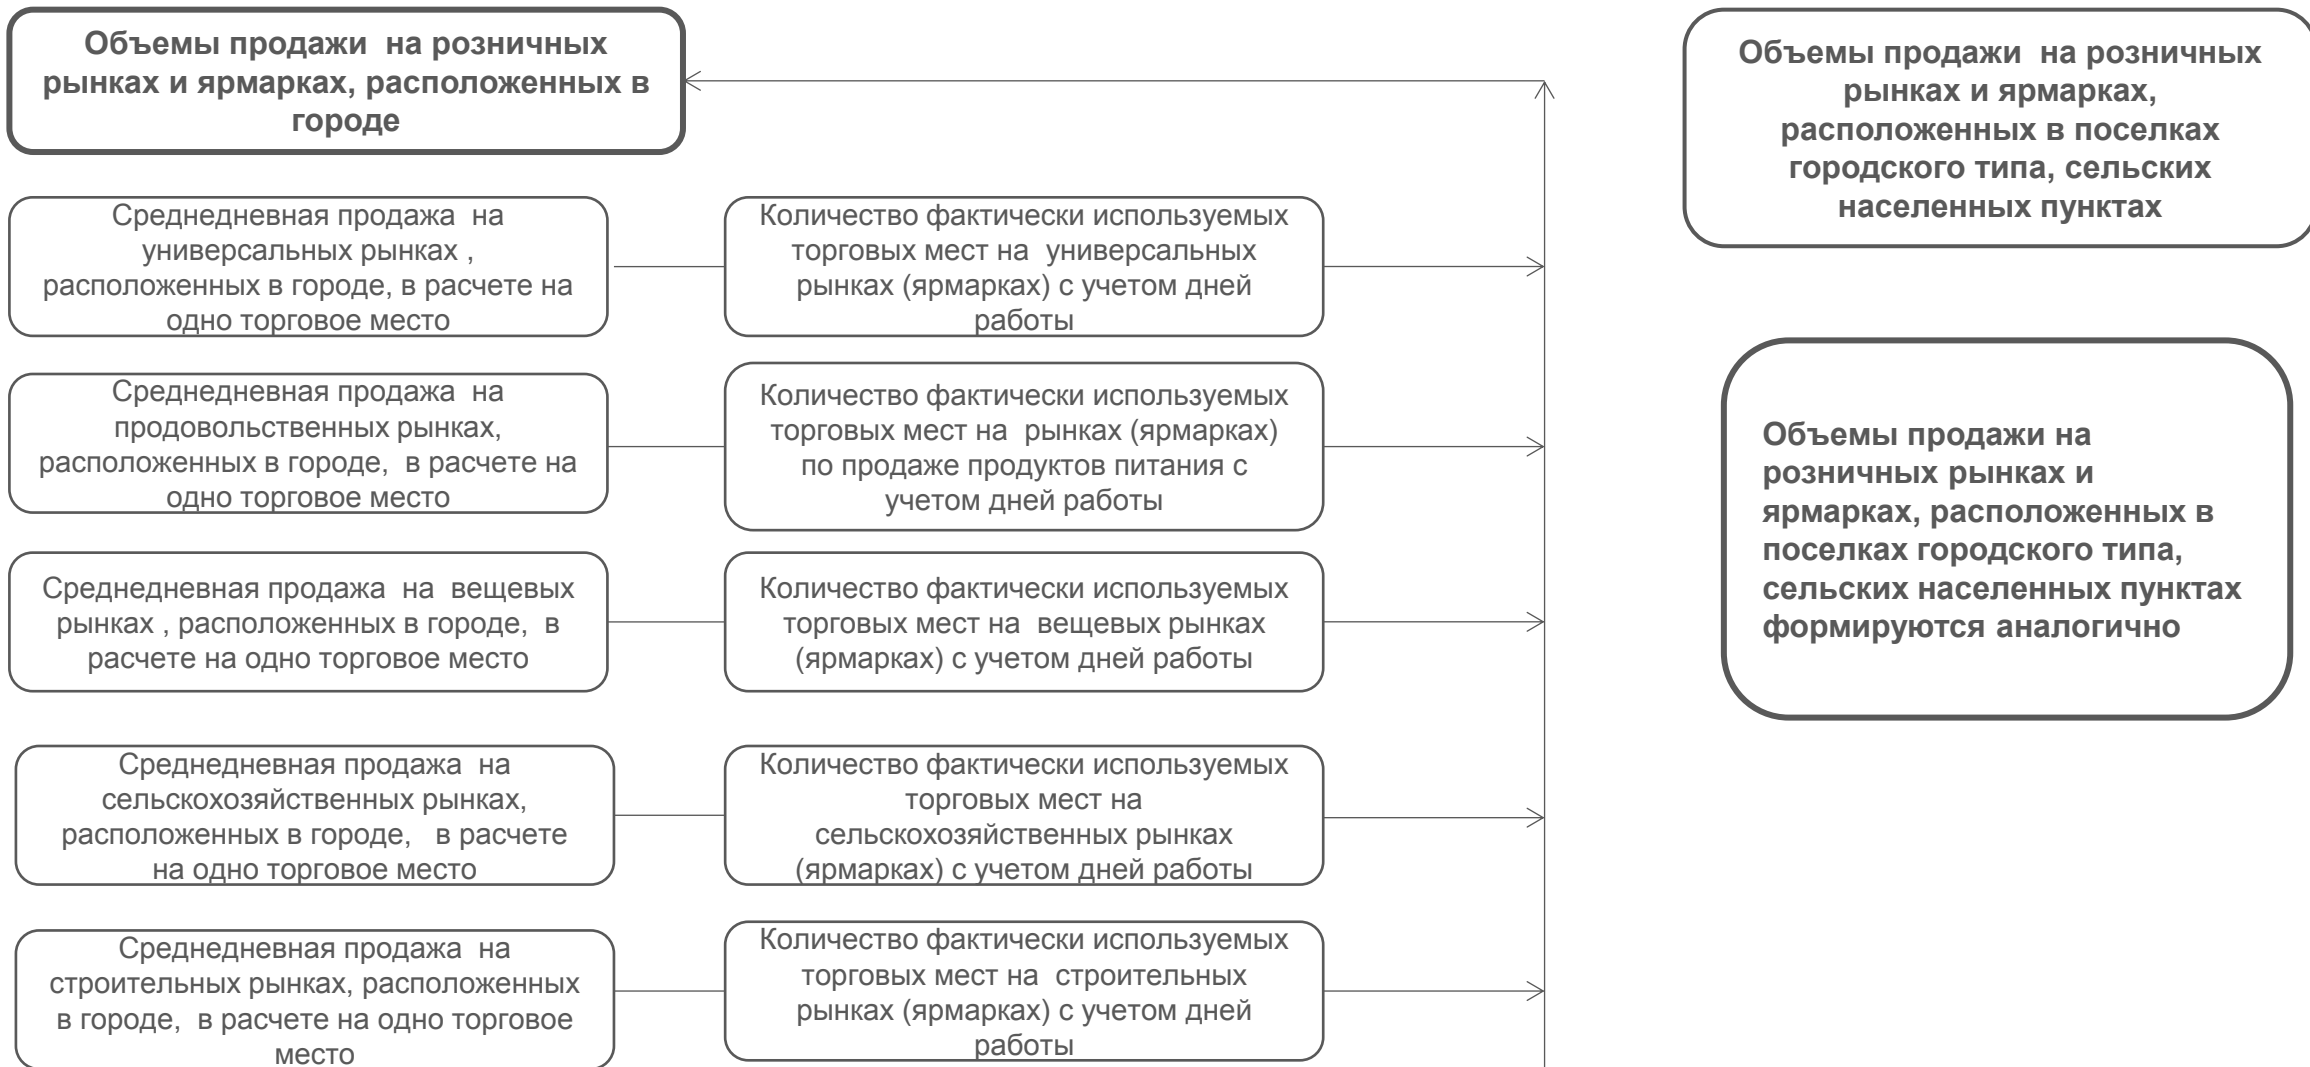 Объемы продажи на розничных
рынках и ярмарках, расположенных в
городе
Объемы продажи на розничных
рынках и ярмарках,
расположенных в поселках
городского типа, сельских
населенных пунктах
Среднедневная продажа на
универсальных рынках ,
расположенных в городе, в расчете на
одно торговое место
Количество фактически используемых
торговых мест на универсальных
рынках (ярмарках) с учетом дней
работы
Среднедневная продажа на
продовольственных рынках,
расположенных в городе, в расчете на
одно торговое место
Количество фактически используемых
торговых мест на рынках (ярмарках)
по продаже продуктов питания с
учетом дней работы
Объемы продажи на
розничных рынках и
ярмарках, расположенных в
поселках городского типа,
сельских населенных пунктах
формируются аналогично
Среднедневная продажа на вещевых
рынках , расположенных в городе, в
расчете на одно торговое место
Количество фактически используемых
торговых мест на вещевых рынках
(ярмарках) с учетом дней работы
Среднедневная продажа на
сельскохозяйственных рынках,
расположенных в городе, в расчете
на одно торговое место
Количество фактически используемых
торговых мест на
сельскохозяйственных рынках
(ярмарках) с учетом дней работы
Среднедневная продажа на
строительных рынках, расположенных
в городе, в расчете на одно торговое
место
Количество фактически используемых
торговых мест на строительных
рынках (ярмарках) с учетом дней
работы